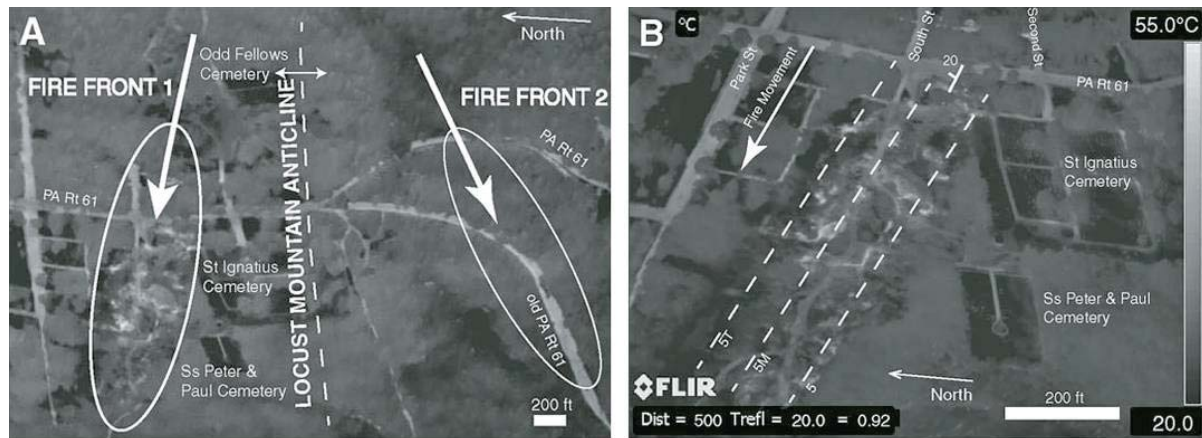 A
North
Odd Fellows
Cemetery
FIRE FRONT 1
FIRE FRONT 2
LOCUST MOUNTAIN ANTICLINE
PA Rt 61
PA Rt 61
St Ignatius
Cemetery
old PA Rt 61
Ss Peter &
Paul Cemetery
200 ft
B
°C
55.0°C
Park St
South St
Second St
20
PA Rt 61
Fire Movement
St Ignatius
Cemetery
Ss Peter & Paul
Cemetery
5T
5M
5
FLIR
North
200 ft
Dist = 500 Trefl = 20.0 = 0.92
20.0